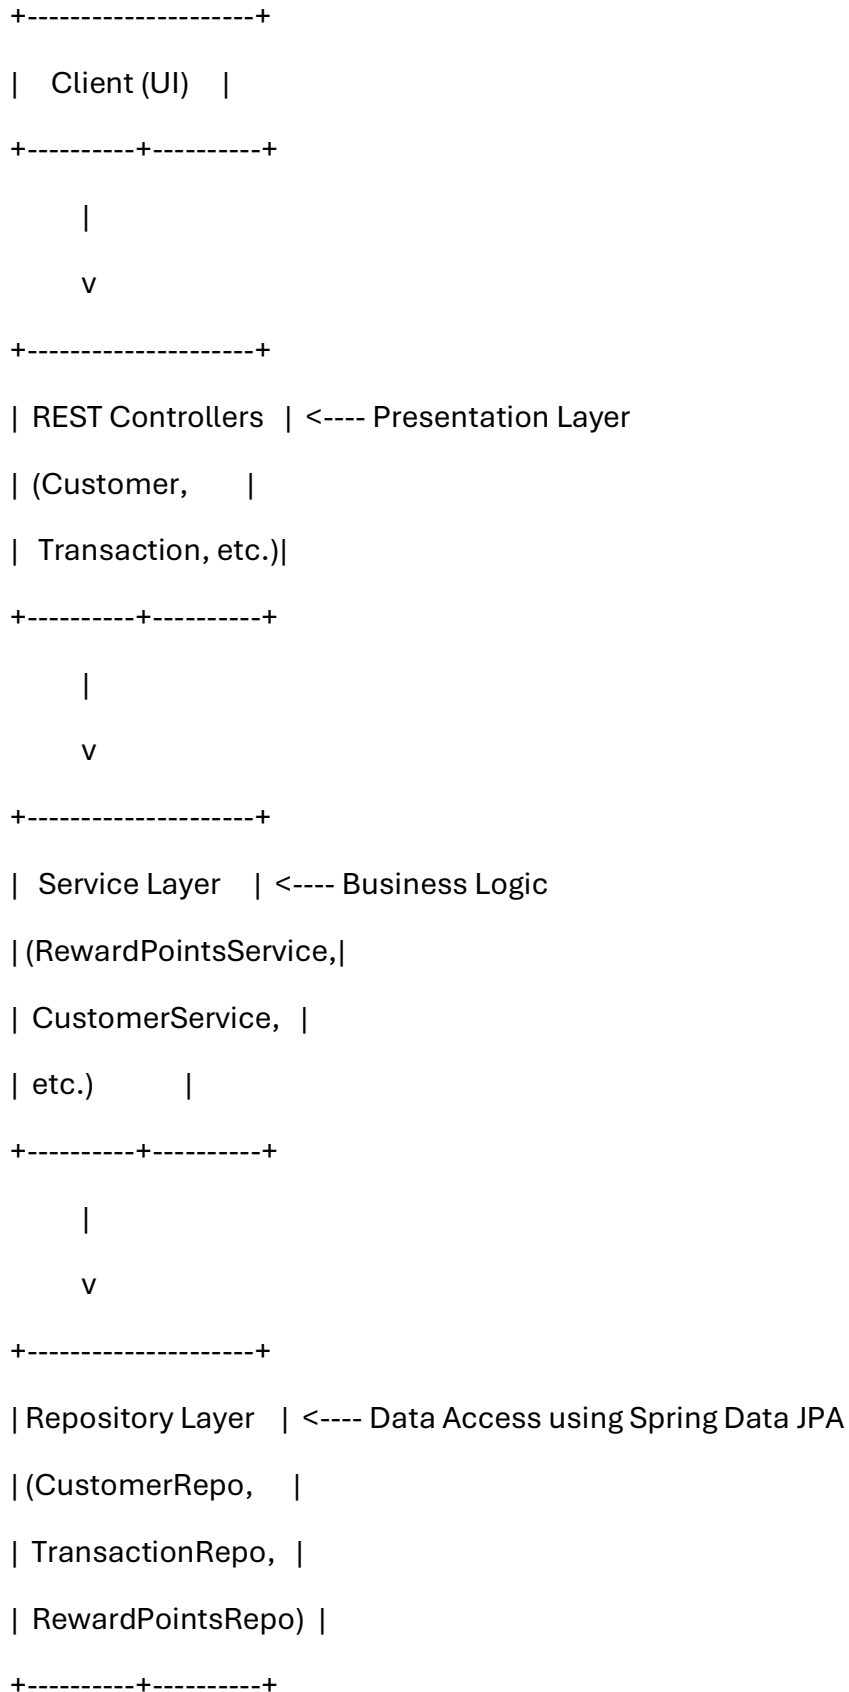 +---------------------+
|    Client (UI)    |
+----------+----------+
|
v
+---------------------+
|  REST Controllers   |  <---- Presentation Layer
|  (Customer,       |
|   Transaction, etc.)|
+----------+----------+
|
v
+---------------------+
|   Service Layer    |  <---- Business Logic
| (RewardPointsService,|
|  CustomerService,   |
|  etc.)            |
+----------+----------+
|
v
+---------------------+
| Repository Layer    |  <---- Data Access using Spring Data JPA
| (CustomerRepo,     |
|  TransactionRepo,   |
|  RewardPointsRepo)  |
+----------+----------+